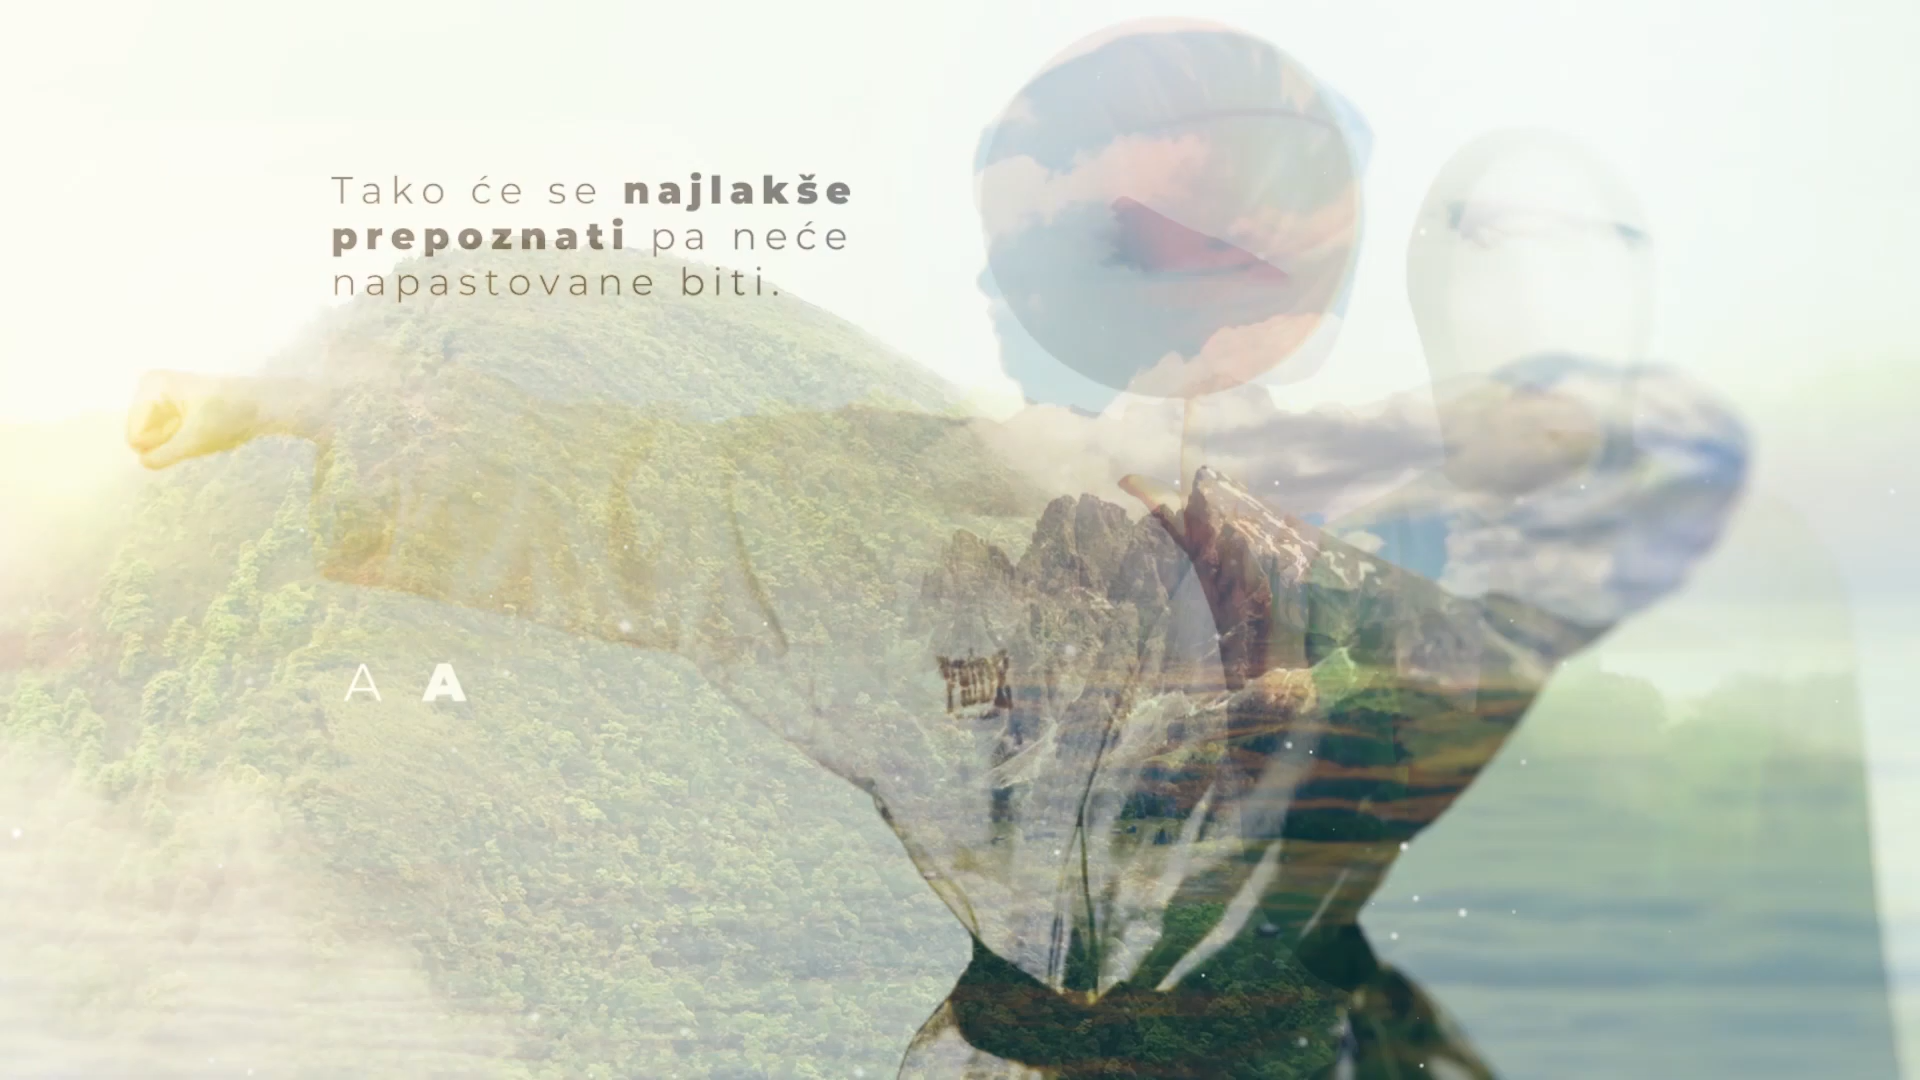 Tako će se najlakše
prepoznati pa neće
napastovane biti.
A A